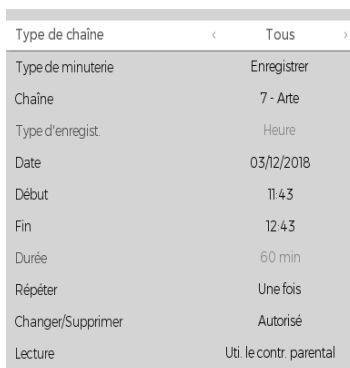 Type de chaîne ‹ Tous ›
Type de minuterie Enregistrer
Chaîne 7 - Arte
Type d'enregist. Heure
Date 03/12/2018
Début 11:43
Fin 12:43
Durée 60 min
Répéter Une fois
Changer/Supprimer Autorisé
Lecture Uti. le contr. parental